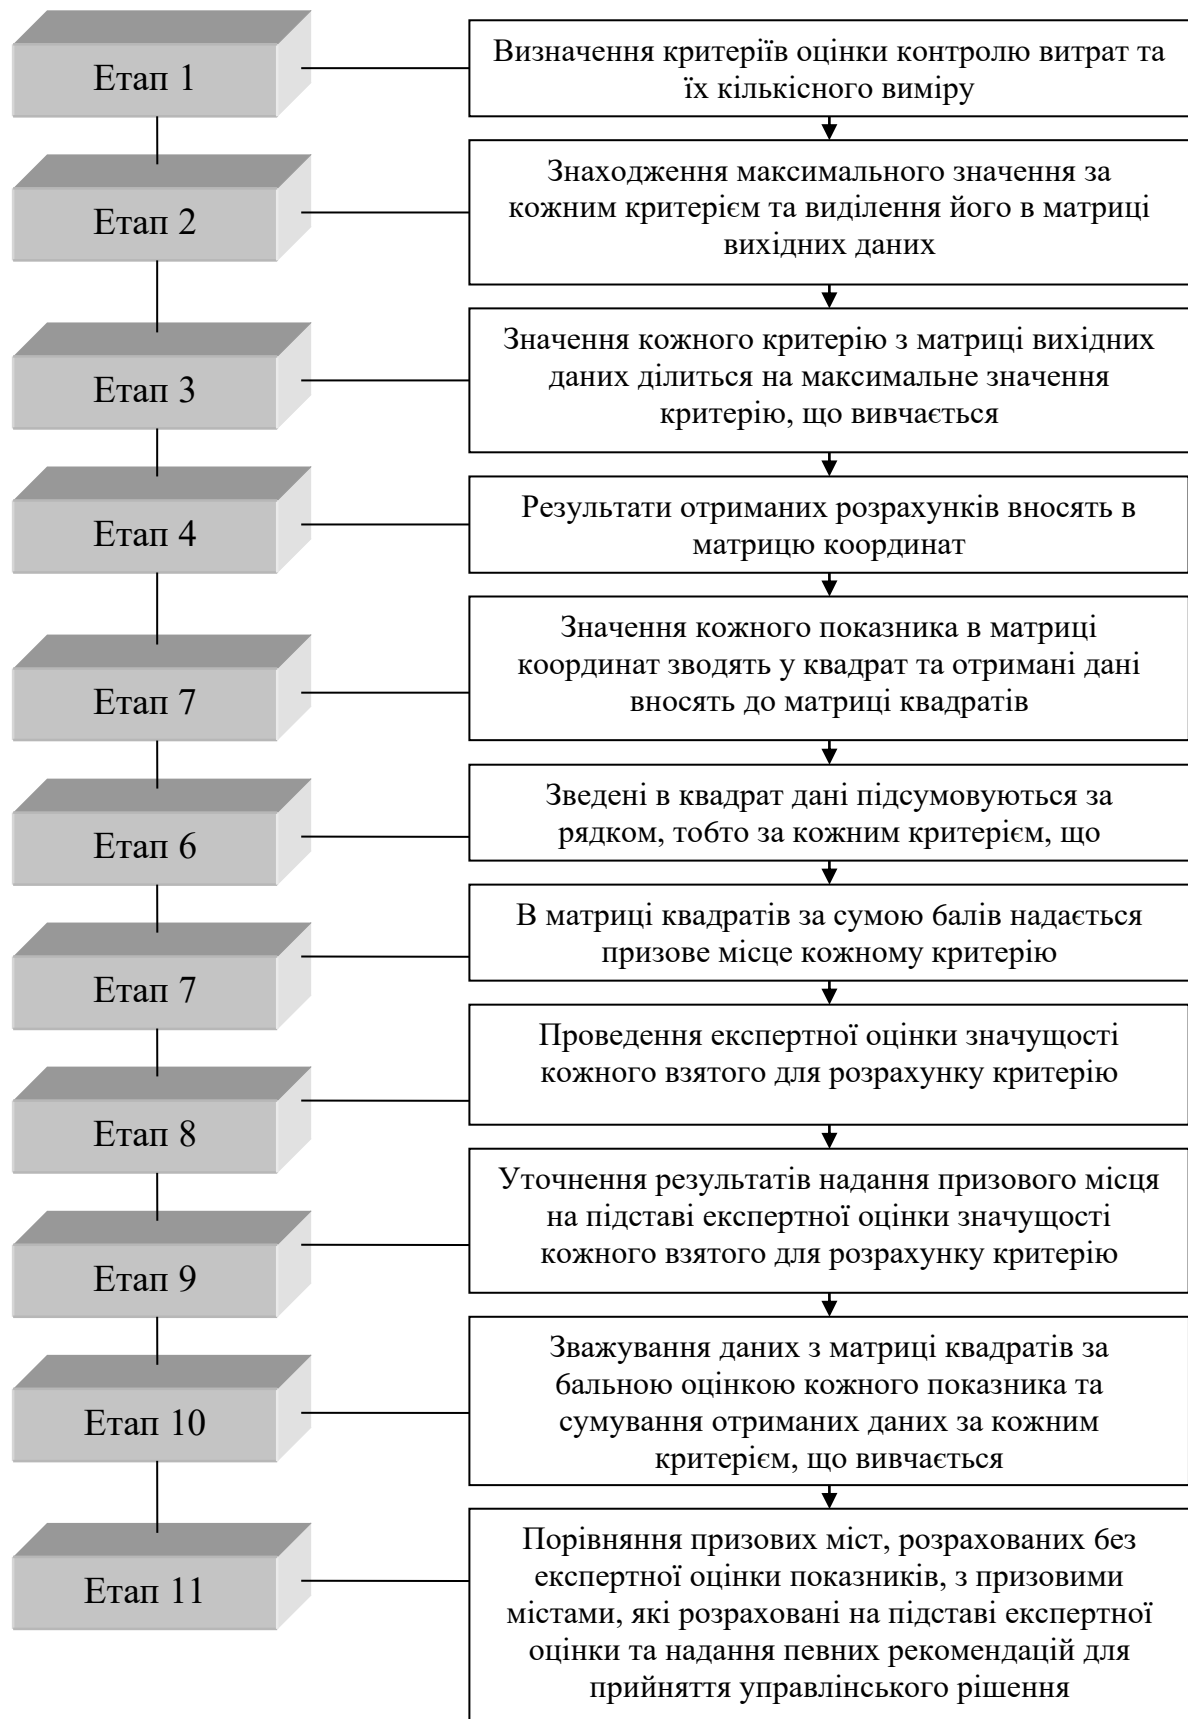 Етап 1
Визначення критеріїв оцінки контролю витрат та
їх кількісного виміру
Етап 2
Знаходження максимального значення за
кожним критерієм та виділення його в матриці
вихідних даних
Етап 3
Значення кожного критерію з матриці вихідних
даних ділиться на максимальне значення
критерію, що вивчається
Етап 4
Результати отриманих розрахунків вносять в
матрицю координат
Етап 7
Значення кожного показника в матриці
координат зводять у квадрат та отримані дані
вносять до матриці квадратів
Етап 6
Зведені в квадрат дані підсумовуються за
рядком, тобто за кожним критерієм, що
Етап 7
В матриці квадратів за сумою балів надається
призове місце кожному критерію
Етап 8
Проведення експертної оцінки значущості
кожного взятого для розрахунку критерію
Етап 9
Уточнення результатів надання призового місця
на підставі експертної оцінки значущості
кожного взятого для розрахунку критерію
Етап 10
Зважування даних з матриці квадратів за
бальною оцінкою кожного показника та
сумування отриманих даних за кожним
критерієм, що вивчається
Етап 11
Порівняння призових міст, розрахованих без
експертної оцінки показників, з призовими
містами, які розраховані на підставі експертної
оцінки та надання певних рекомендацій для
прийняття управлінського рішення